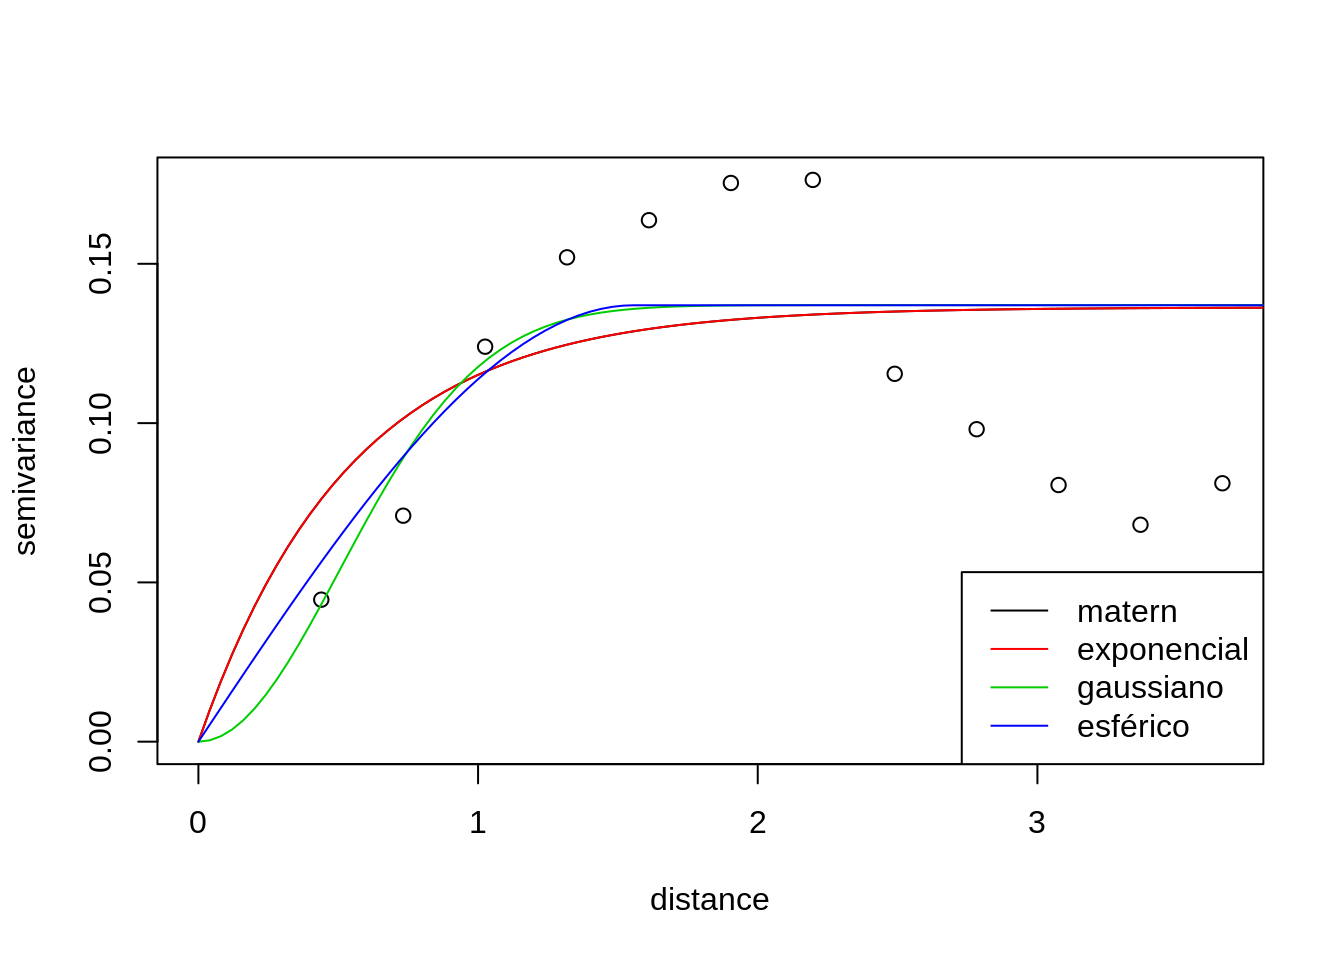 semivariance
0.15
0.10
0.05
0.00
0 1 2 3
distance
matern
exponencial
gaussiano
esférico